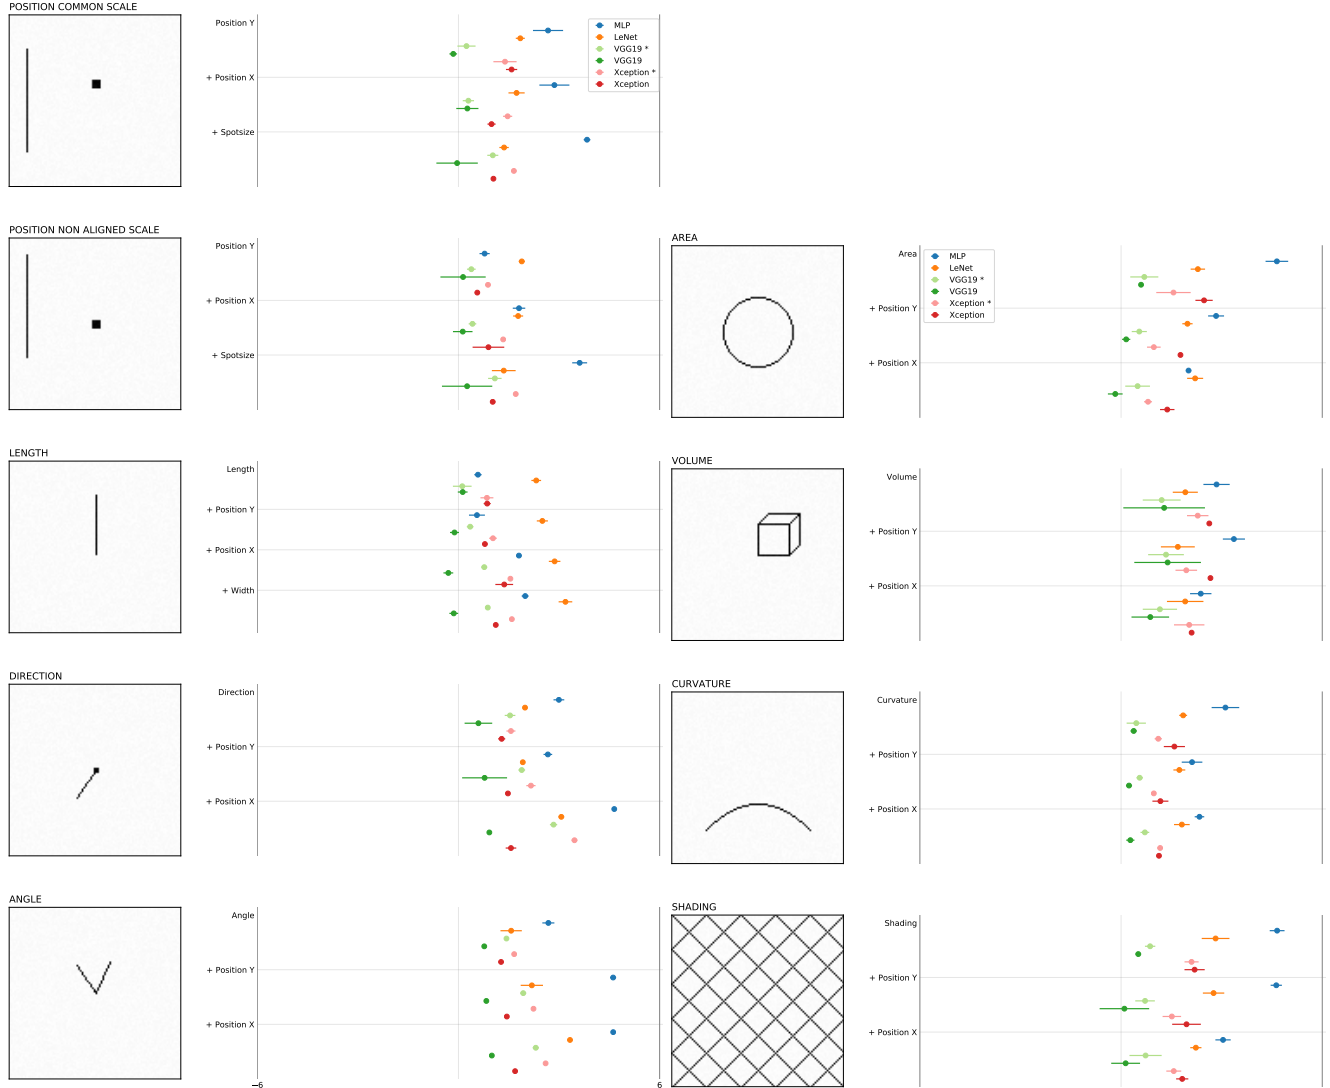 POSITION COMMON SCALE
Position Y
+ Position X
+ Spotsize
MLP
LeNet
VGG19 *
VGG19
Xception *
Xception
POSITION NON ALIGNED SCALE
Position Y
+ Position X
+ Spotsize
AREA
Area
+ Position Y
+ Position X
MLP
LeNet
VGG19 *
VGG19
Xception *
Xception
LENGTH
Length
+ Position Y
+ Position X
+ Width
VOLUME
Volume
+ Position Y
+ Position X
DIRECTION
Direction
+ Position Y
+ Position X
CURVATURE
Curvature
+ Position Y
+ Position X
ANGLE
Angle
+ Position Y
+ Position X
−6
6
SHADING
Shading
+ Position Y
+ Position X